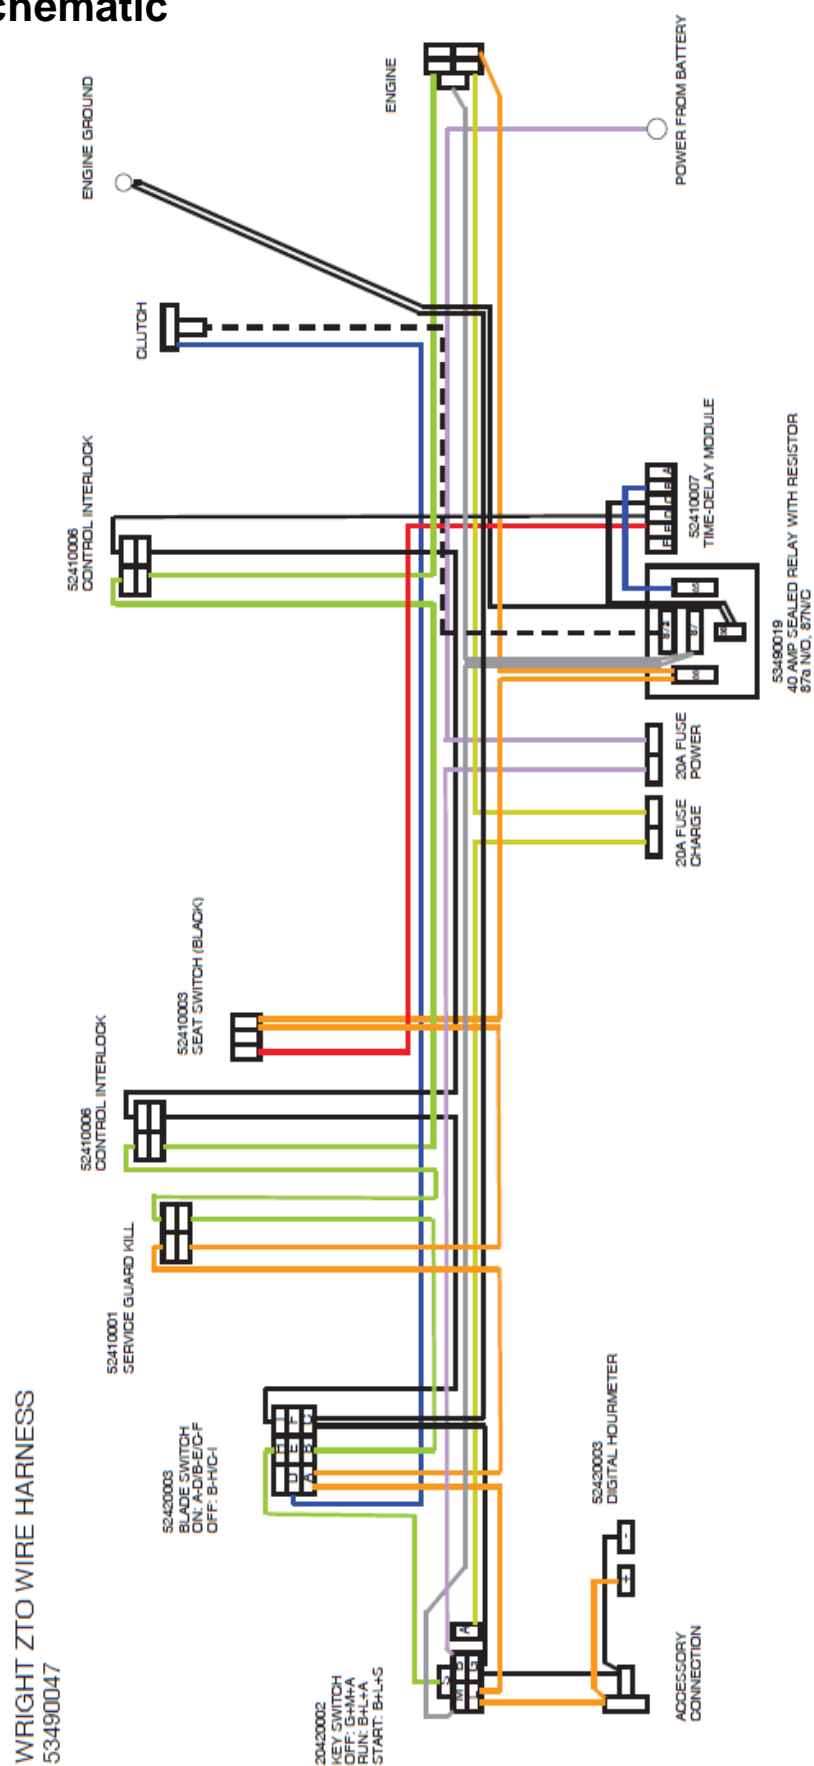 chematic
WRIGHT ZTO WIRE HARNESS
53490047
ENGINE GROUND
CLUTCH
52410006
CONTROL INTERLOCK
52410003
SEAT SWITCH (BLACK)
52410006
CONTROL INTERLOCK
52410001
SERVICE GUARD KILL
52420003
BLADE SWITCH
ON: A-D/B-E/C-F
OFF: B-H/C-I
20420002
KEY SWITCH
OFF: G+M+A
RUN: B+L+A
START: B+L+S
ENGINE
POWER FROM BATTERY
52410007
TIME-DELAY MODULE
53490019
40 AMP SEALED RELAY WITH RESISTOR
87a N/O, 87N/C
20A FUSE
POWER
20A FUSE
CHARGE
52420003
DIGITAL HOURMETER
ACCESSORY
CONNECTION
I F C
H E B
D A
S
M B
L G
A
+
-
87